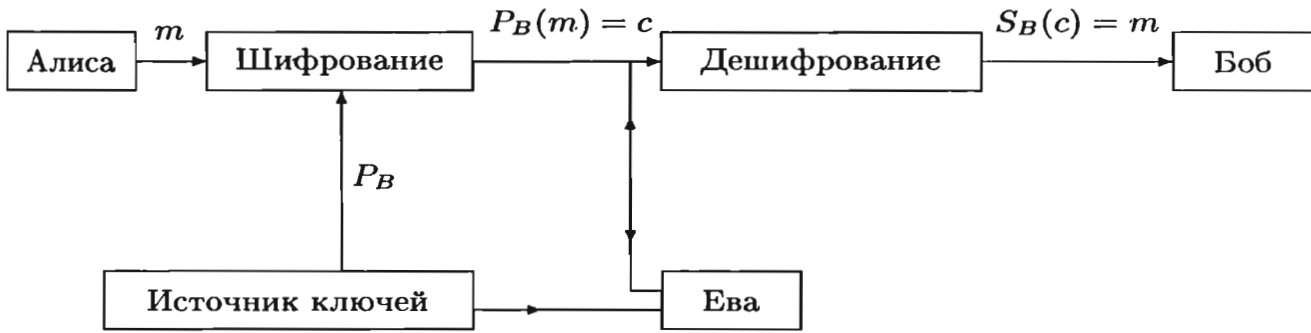 m
P_B(m) = c
S_B(c) = m
Алиса
Шифрование
Дешифрование
Боб
P_B
Источник ключей
Ева